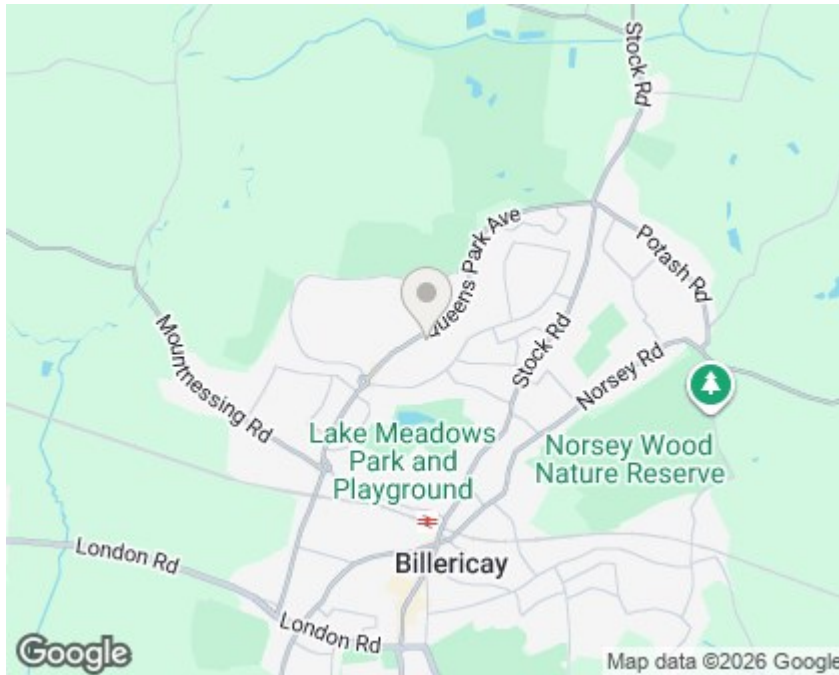 Stock Rd
Queens Park Ave
Potash Rd
Mountnessing Rd
Stock Rd
Norsey Rd
Lake Meadows
Park and
Playground
Norsey Wood
Nature Reserve
London Rd
Billericay
London Rd
Google
Map data ©2026 Google